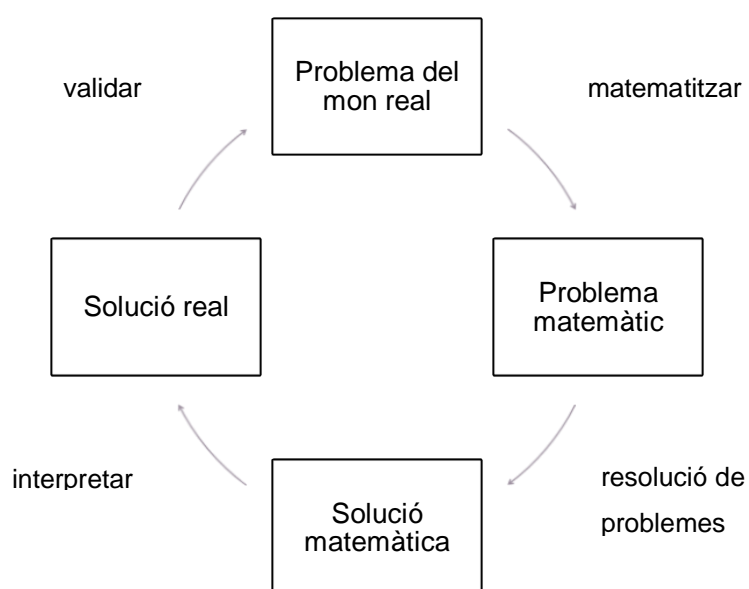 Problema del
mon real
validar
matematitzar
Solució real
Problema
matemàtic
interpretar
Solució
matemàtica
resolució de
problemes